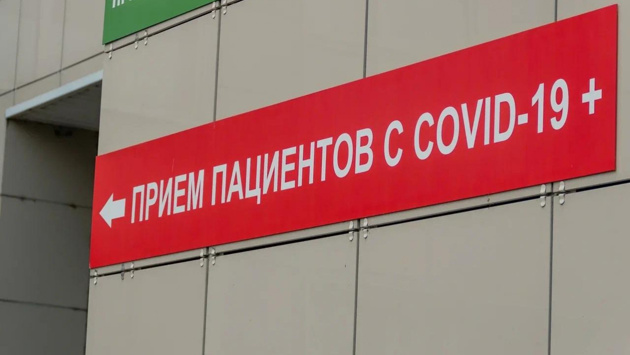 ← ПРИЕМ ПАЦИЕНТОВ С COVID-19 +